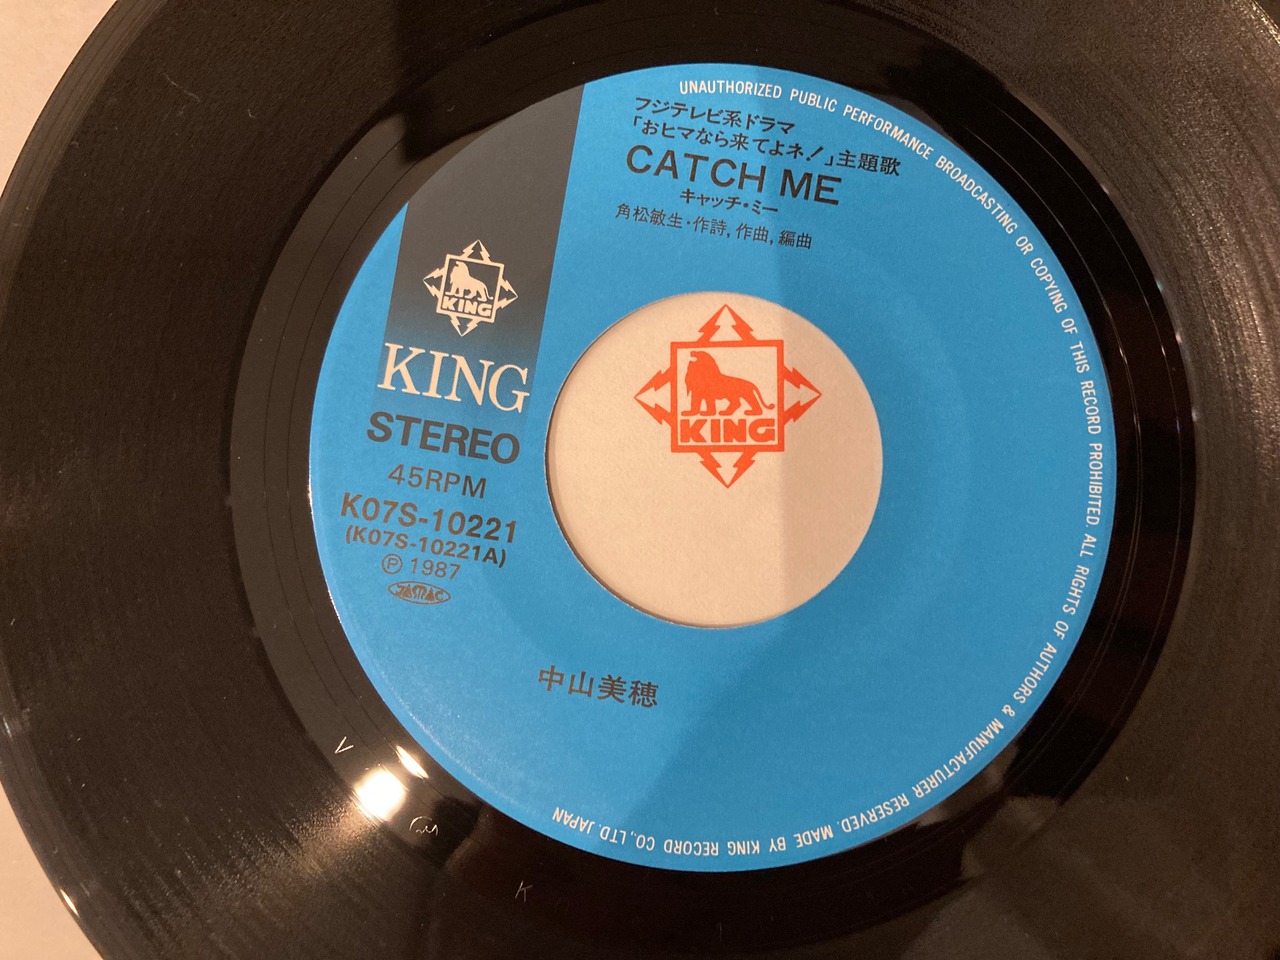 フジテレビ系ドラマ
「おヒマなら来てよネ!」主題歌
CATCH ME
キャッチ・ミー
角松敏生・作詩, 作曲, 編曲
KING
KING
STEREO
45RPM
K07S-10221
(K07S-10221A)
Ⓟ 1987
JASRAC
KING
中山美穂
UNAUTHORIZED PUBLIC PERFORMANCE BROADCASTING OR COPYING OF THIS RECORD PROHIBITED. ALL RIGHTS OF AUTHORS & MANUFACTURER RESERVED. MADE BY KING RECORD CO., LTD. JAPAN
V
K